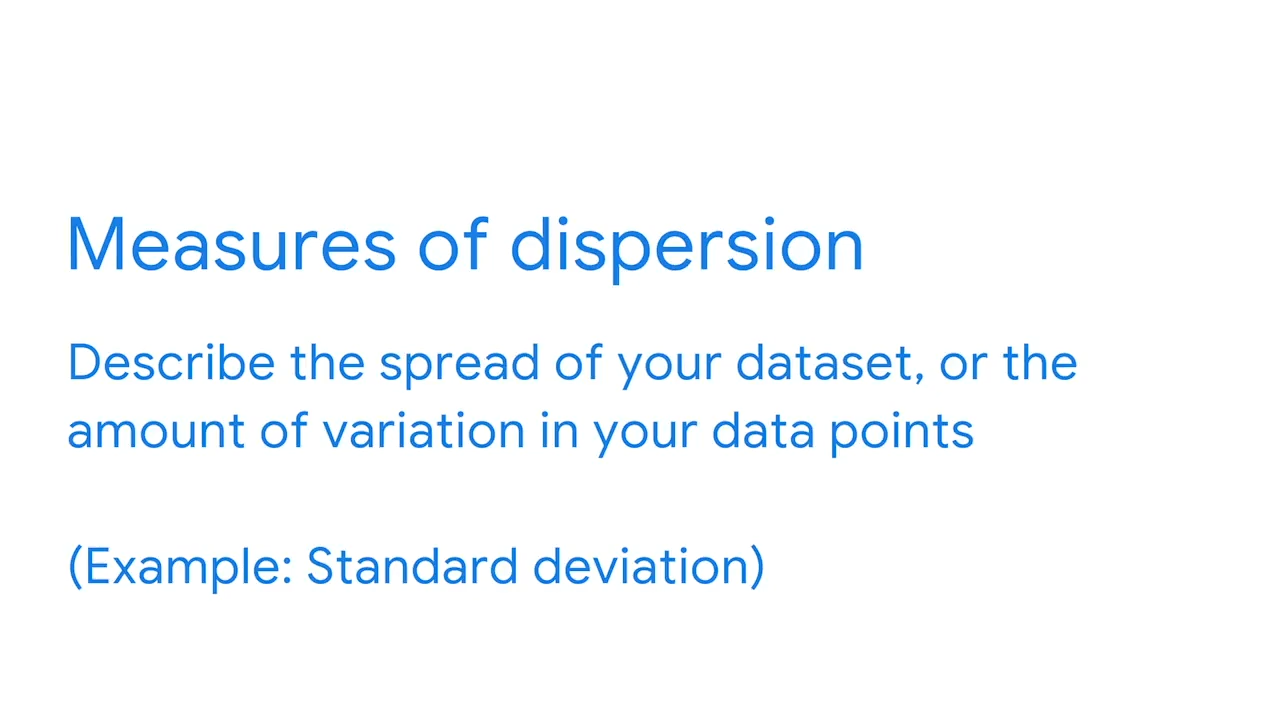 Measures of dispersion
Describe the spread of your dataset, or the
amount of variation in your data points
(Example: Standard deviation)